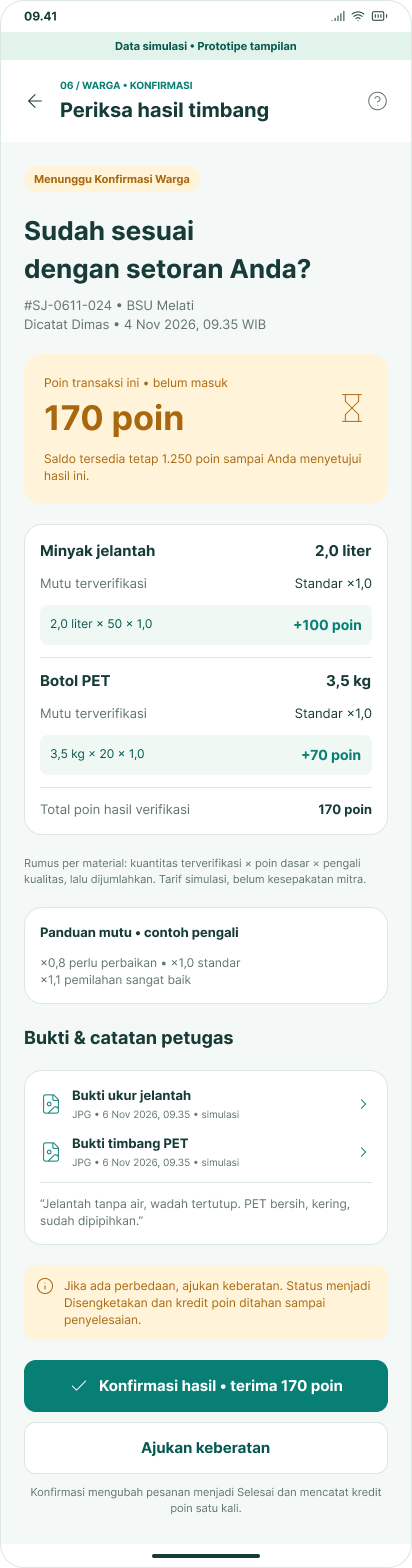 09.41
Data simulasi • Prototipe tampilan
06 / WARGA • KONFIRMASI
Periksa hasil timbang
Menunggu Konfirmasi Warga
Sudah sesuai
dengan setoran Anda?
#SJ-0611-024 • BSU Melati
Dicatat Dimas • 4 Nov 2026, 09.35 WIB
Poin transaksi ini • belum masuk
170 poin
Saldo tersedia tetap 1.250 poin sampai Anda menyetujui
hasil ini.
Minyak jelantah 2,0 liter
Mutu terverifikasi Standar ×1,0
2,0 liter × 50 × 1,0 +100 poin
Botol PET 3,5 kg
Mutu terverifikasi Standar ×1,0
3,5 kg × 20 × 1,0 +70 poin
Total poin hasil verifikasi 170 poin
Rumus per material: kuantitas terverifikasi × poin dasar × pengali
kualitas, lalu dijumlahkan. Tarif simulasi, belum kesepakatan mitra.
Panduan mutu • contoh pengali
×0,8 perlu perbaikan • ×1,0 standar
×1,1 pemilahan sangat baik
Bukti & catatan petugas
Bukti ukur jelantah
JPG • 6 Nov 2026, 09.35 • simulasi
Bukti timbang PET
JPG • 6 Nov 2026, 09.35 • simulasi
“Jelantah tanpa air, wadah tertutup. PET bersih, kering,
sudah dipipihkan.”
Jika ada perbedaan, ajukan keberatan. Status menjadi
Disengketakan dan kredit poin ditahan sampai
penyelesaian.
Konfirmasi hasil • terima 170 poin
Ajukan keberatan
Konfirmasi mengubah pesanan menjadi Selesai dan mencatat kredit
poin satu kali.